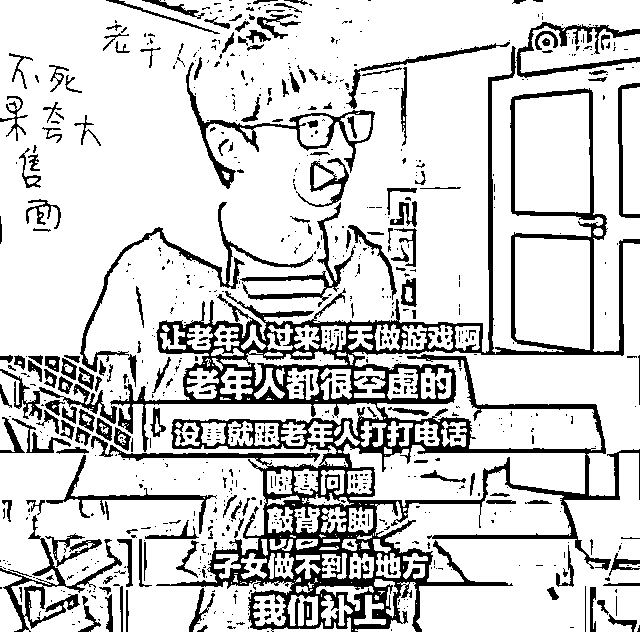 老年人
不死
果夸大
售
面
秒拍
让老年人过来聊天做游戏啊
老年人都很空虚的
没事就跟老年人打打电话
嘘寒问暖
敲背洗脚
子女做不到的地方
我们补上